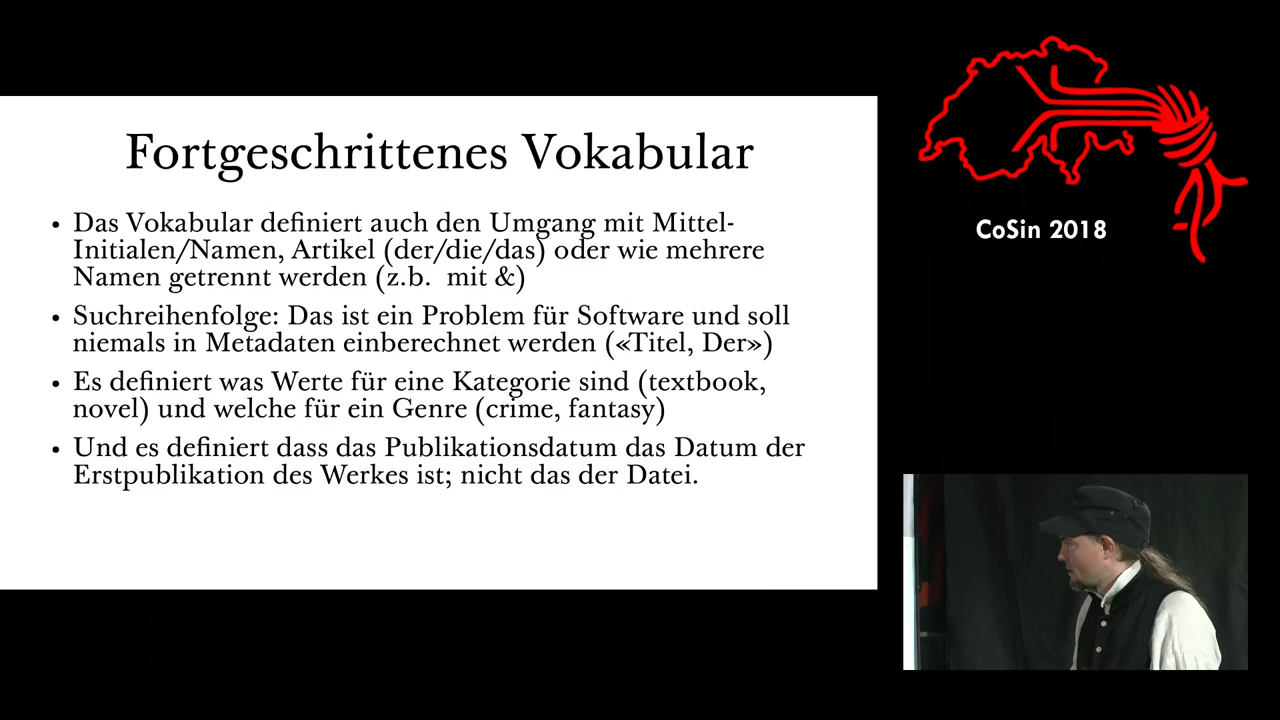 Fortgeschrittenes Vokabular
• Das Vokabular definiert auch den Umgang mit Mittel-
Initialen/Namen, Artikel (der/die/das) oder wie mehrere
Namen getrennt werden (z.b.  mit &)
• Suchreihenfolge: Das ist ein Problem für Software und soll
niemals in Metadaten einberechnet werden («Titel, Der»)
• Es definiert was Werte für eine Kategorie sind (textbook,
novel) und welche für ein Genre (crime, fantasy)
• Und es definiert dass das Publikationsdatum das Datum der
Erstpublikation des Werkes ist; nicht das der Datei.
CoSin 2018